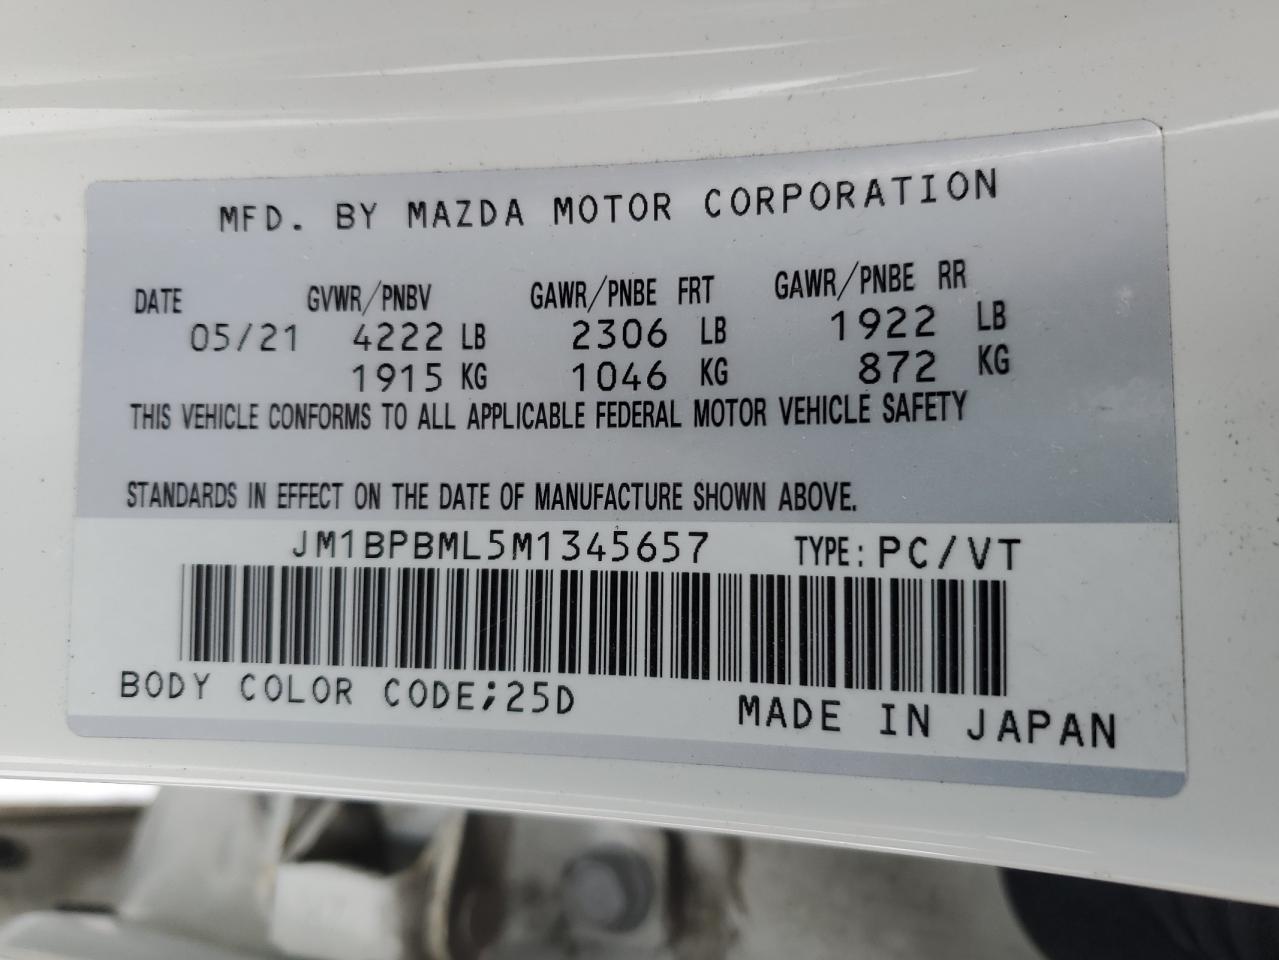 MFD. BY MAZDA MOTOR CORPORATION
DATE GVWR/PNBV GAWR/PNBE FRT GAWR/PNBE RR
05/21 4222 LB 2306 LB 1922 LB
1915 KG 1046 KG 872 KG
THIS VEHICLE CONFORMS TO ALL APPLICABLE FEDERAL MOTOR VEHICLE SAFETY
STANDARDS IN EFFECT ON THE DATE OF MANUFACTURE SHOWN ABOVE.
JM1BPBML5M1345657 TYPE: PC/VT
BODY COLOR CODE;25D MADE IN JAPAN